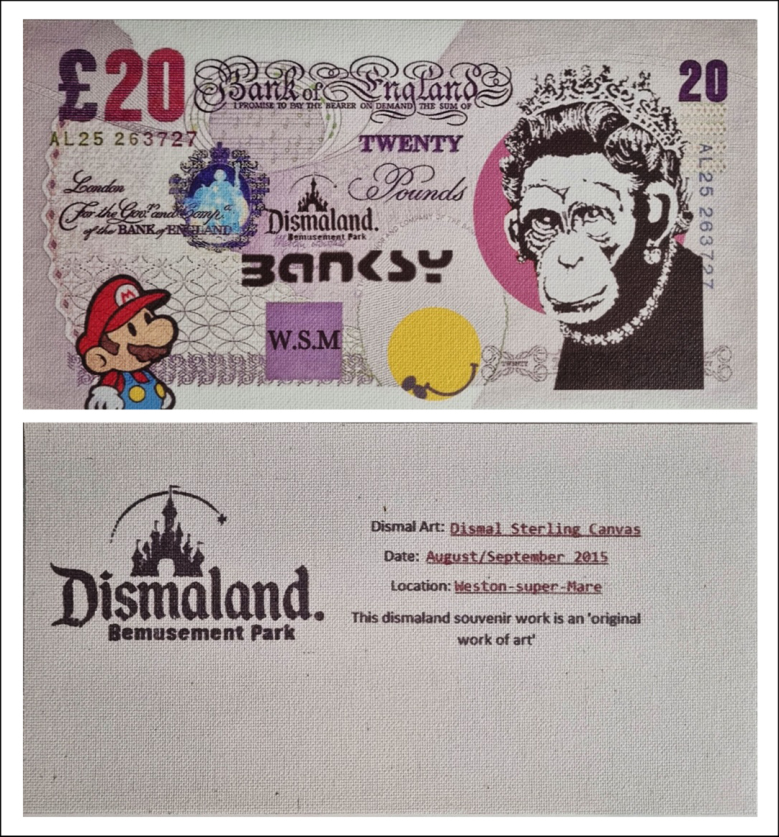 £20
Bank of England
I PROMISE TO PAY THE BEARER ON DEMAND THE SUM OF
20
AL25 263727
TWENTY
Pounds
London
For the Gov.r and Comp.a
of the BANK of ENGLAND
Dismaland.
Bemusement Park
AL25 263727
BANKSY
W.S.M
M
Dismaland.
Bemusement Park
Dismal Art: Dismal Sterling Canvas
Date: August/September 2015
Location: Weston-super-Mare
This dismaland souvenir work is an 'original
work of art'